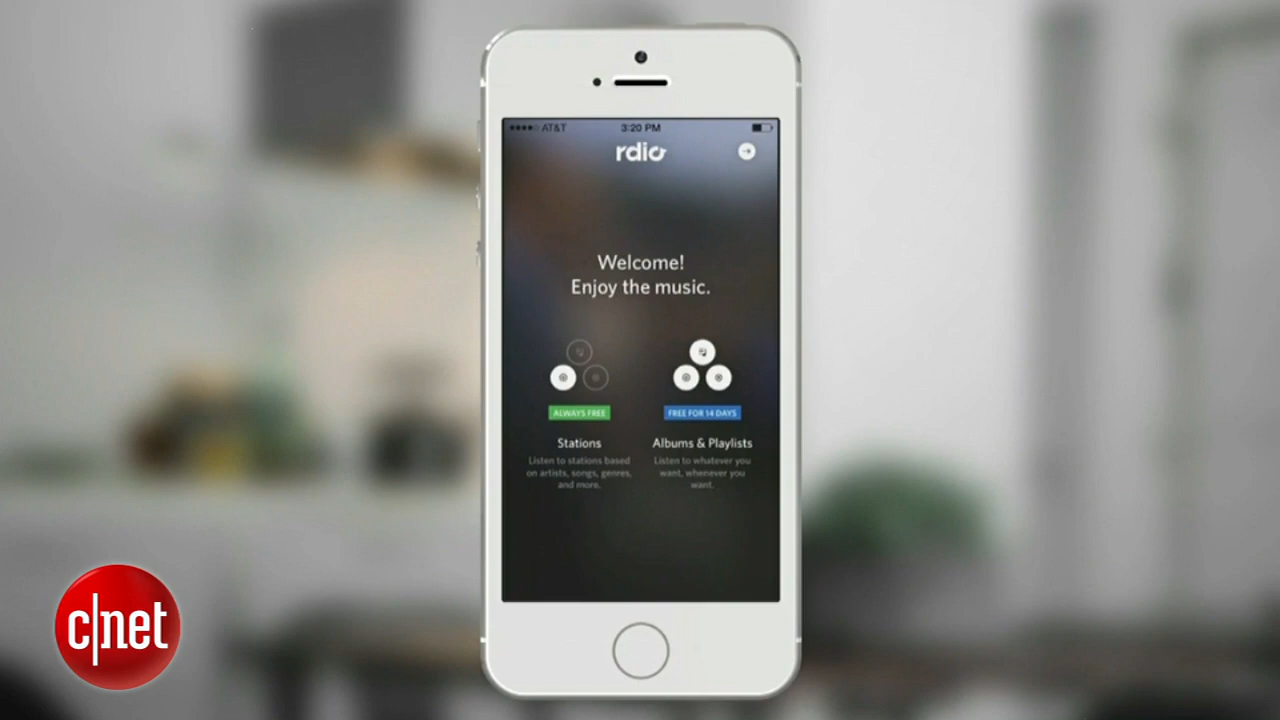 AT&T 3:20 PM
rdio
Welcome!
Enjoy the music.
ALWAYS FREE
Stations
Listen to stations based
on artists, songs, genres,
and more.
FREE FOR 14 DAYS
Albums & Playlists
Listen to whatever you
want, whenever you
want.
c|net